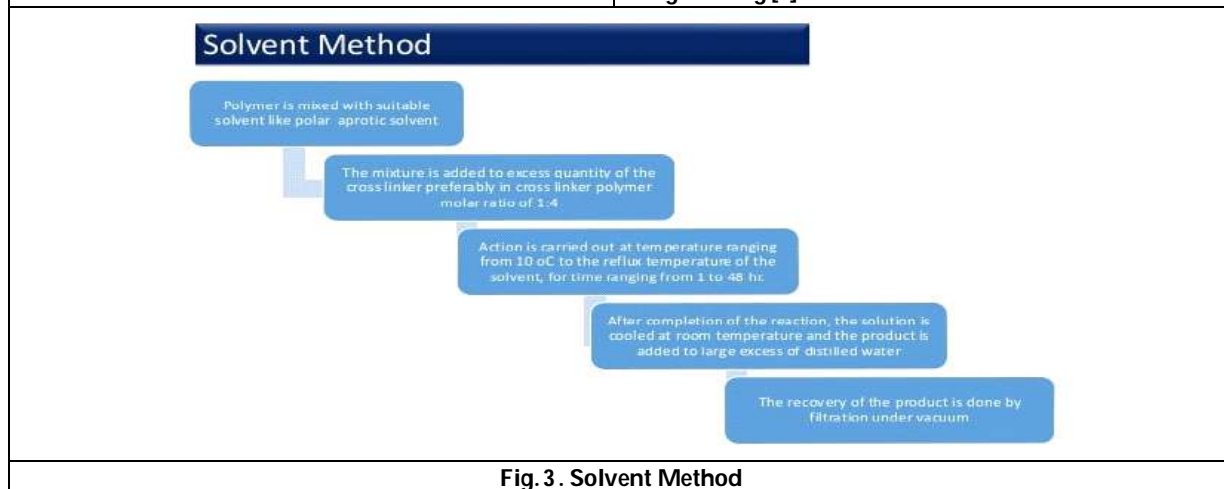 Solvent Method
Polymer is mixed with suitable
solvent like polar aprotic solvent
The mixture is added to excess quantity of the
cross linker preferably in cross linker polymer
molar ratio of 1:4
Action is carried out at temperature ranging
from 10 oC to the reflux temperature of the
solvent, for time ranging from 1 to 48 hr.
After completion of the reaction, the solution is
cooled at room temperature and the product is
added to large excess of distilled water
The recovery of the product is done by
filtration under vacuum
Fig.3. Solvent Method